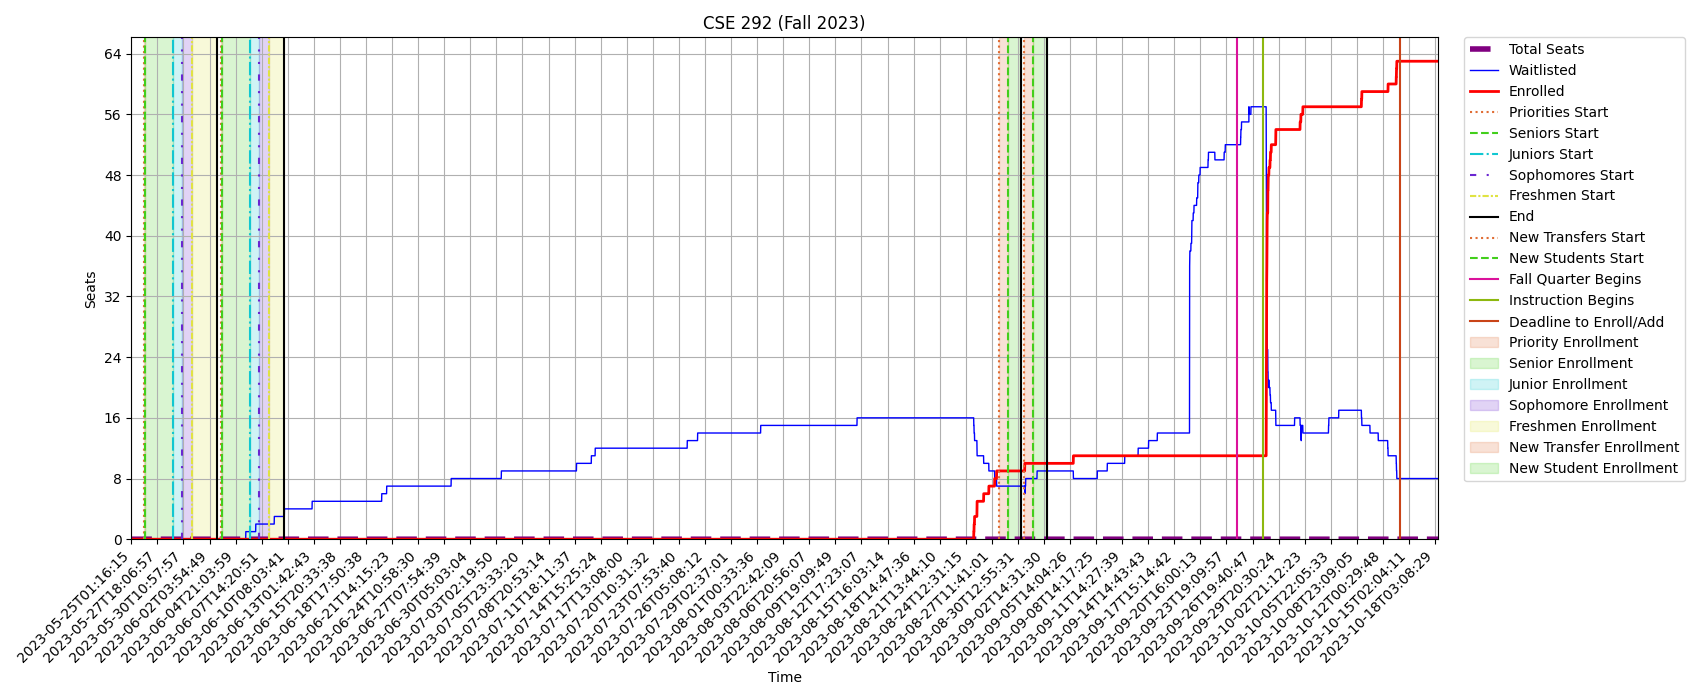 CSE 292 (Fall 2023)
Seats
64
56
48
40
32
24
16
8
0
2023-05-25T01:16:15
2023-05-27T18:06:57
2023-05-30T10:57:57
2023-06-02T03:54:49
2023-06-04T21:03:59
2023-06-07T14:20:51
2023-06-10T08:03:41
2023-06-13T01:42:43
2023-06-15T20:33:38
2023-06-18T17:50:38
2023-06-21T14:15:23
2023-06-24T10:58:30
2023-06-27T07:54:39
2023-06-30T05:03:04
2023-07-03T02:19:50
2023-07-05T23:33:20
2023-07-08T20:53:14
2023-07-11T18:11:37
2023-07-14T15:25:24
2023-07-17T13:08:00
2023-07-20T10:31:32
2023-07-23T07:53:40
2023-07-26T05:08:12
2023-07-29T02:37:01
2023-08-01T00:33:36
2023-08-03T22:42:09
2023-08-06T20:56:07
2023-08-09T19:09:49
2023-08-12T17:23:07
2023-08-15T16:03:14
2023-08-18T14:47:36
2023-08-21T13:44:10
2023-08-24T12:31:15
2023-08-27T11:41:01
2023-08-30T12:55:31
2023-09-02T14:31:30
2023-09-05T14:04:26
2023-09-08T14:17:25
2023-09-11T14:27:39
2023-09-14T14:43:43
2023-09-17T15:14:42
2023-09-20T16:00:13
2023-09-23T19:09:57
2023-09-26T19:40:47
2023-09-29T20:30:24
2023-10-02T21:12:23
2023-10-05T22:05:33
2023-10-08T23:09:05
2023-10-12T00:29:48
2023-10-15T02:04:11
2023-10-18T03:08:29
Time
Total Seats
Waitlisted
Enrolled
Priorities Start
Seniors Start
Juniors Start
Sophomores Start
Freshmen Start
End
New Transfers Start
New Students Start
Fall Quarter Begins
Instruction Begins
Deadline to Enroll/Add
Priority Enrollment
Senior Enrollment
Junior Enrollment
Sophomore Enrollment
Freshmen Enrollment
New Transfer Enrollment
New Student Enrollment